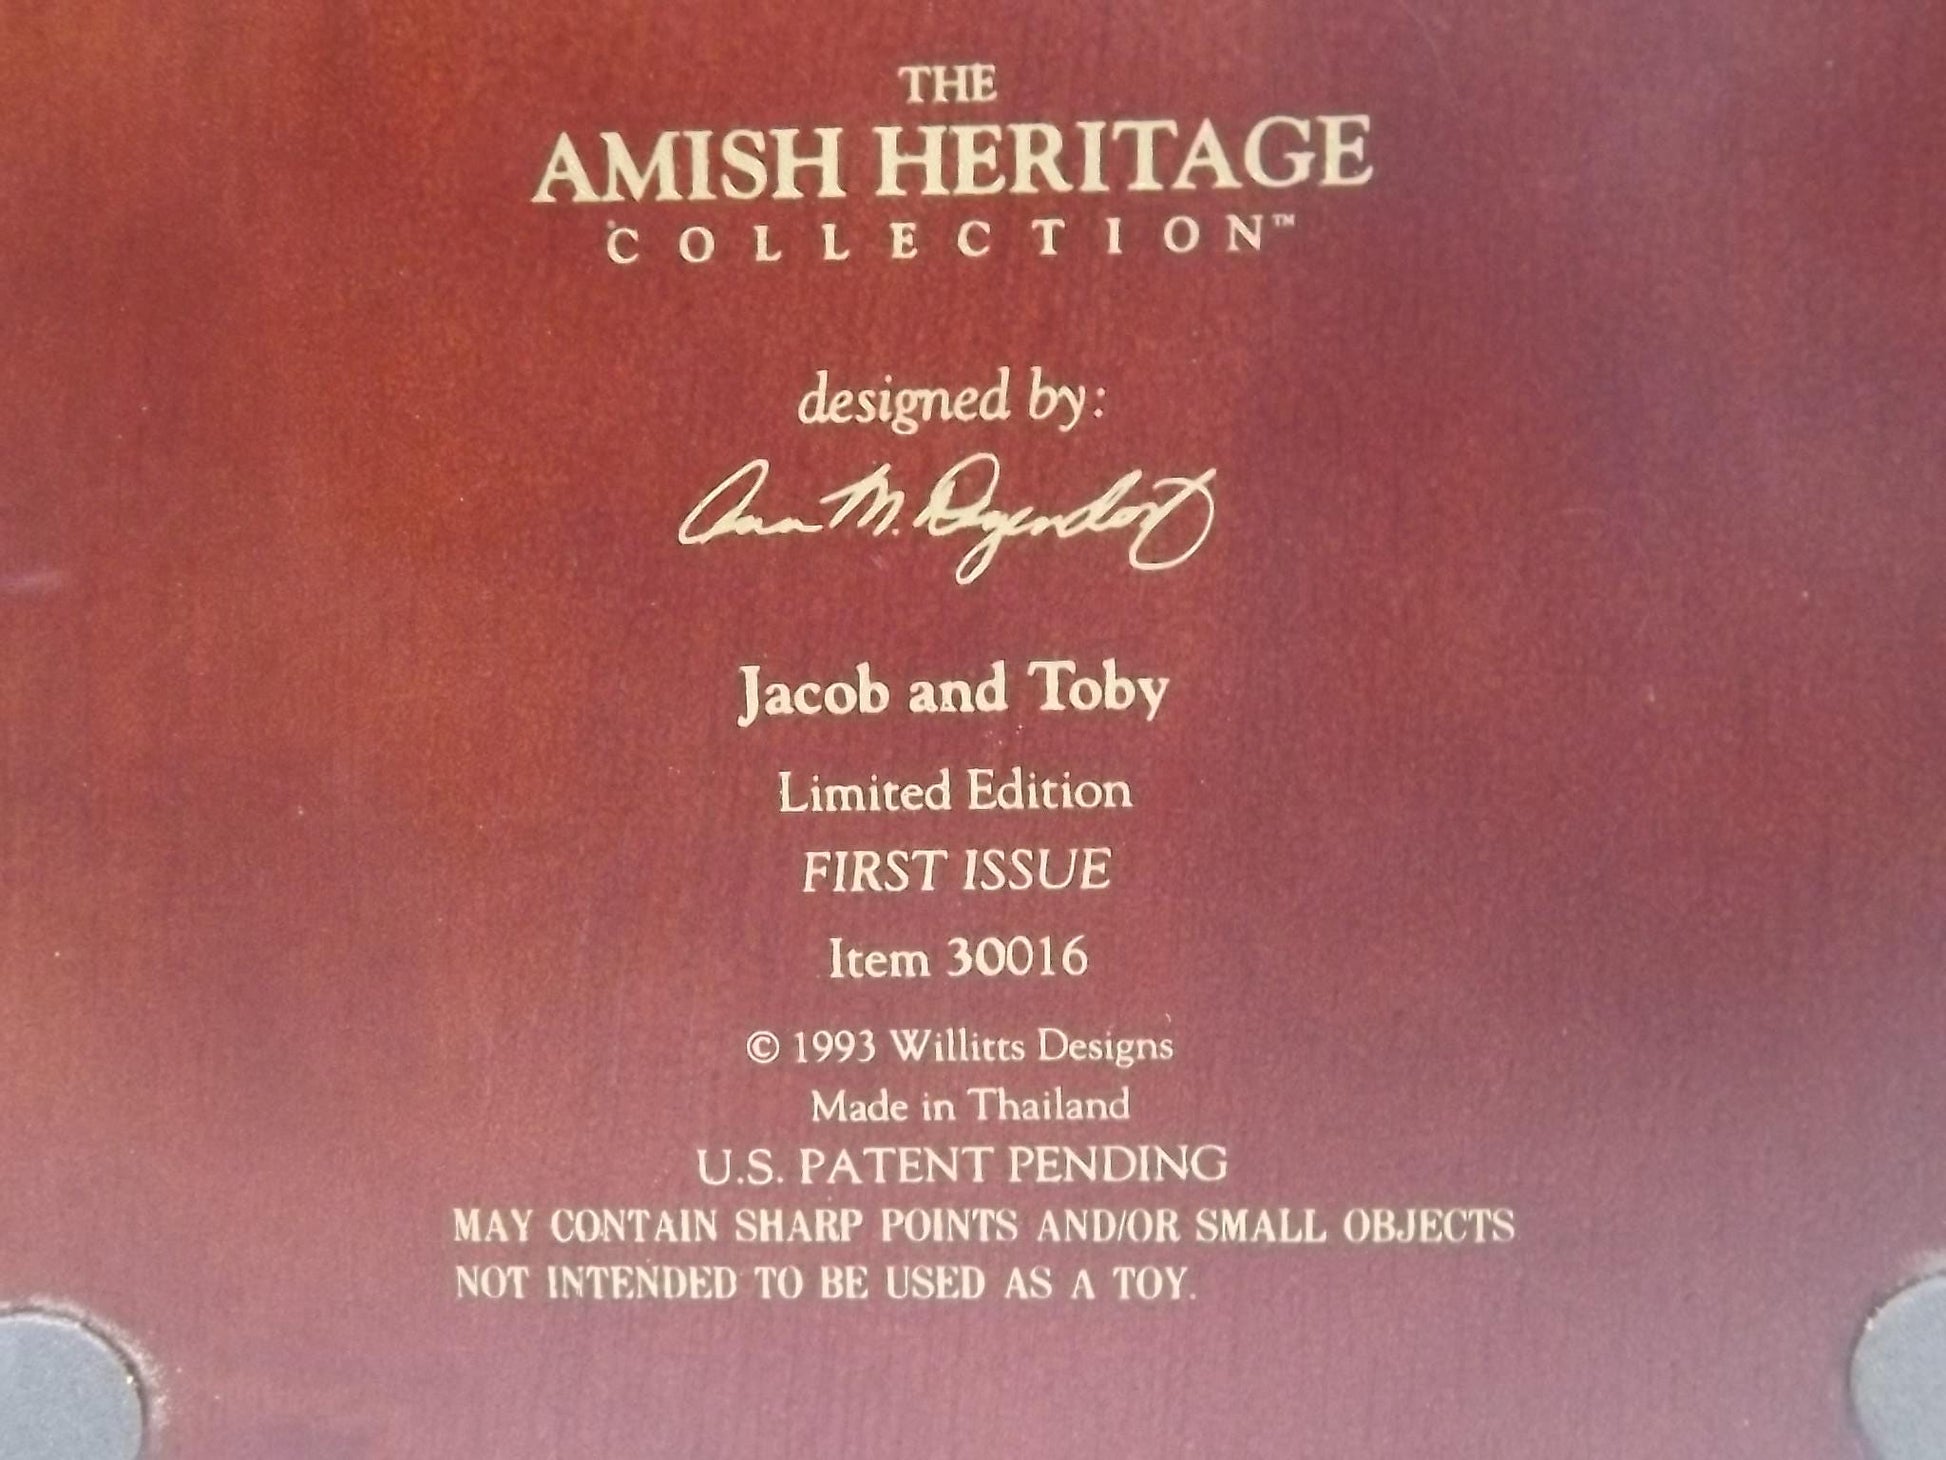 THE
AMISH HERITAGE
COLLECTION™
designed by:
Ann M. Dezendorf
Jacob and Toby
Limited Edition
FIRST ISSUE
Item 30016
© 1993 Willitts Designs
Made in Thailand
U.S. PATENT PENDING
MAY CONTAIN SHARP POINTS AND/OR SMALL OBJECTS
NOT INTENDED TO BE USED AS A TOY.